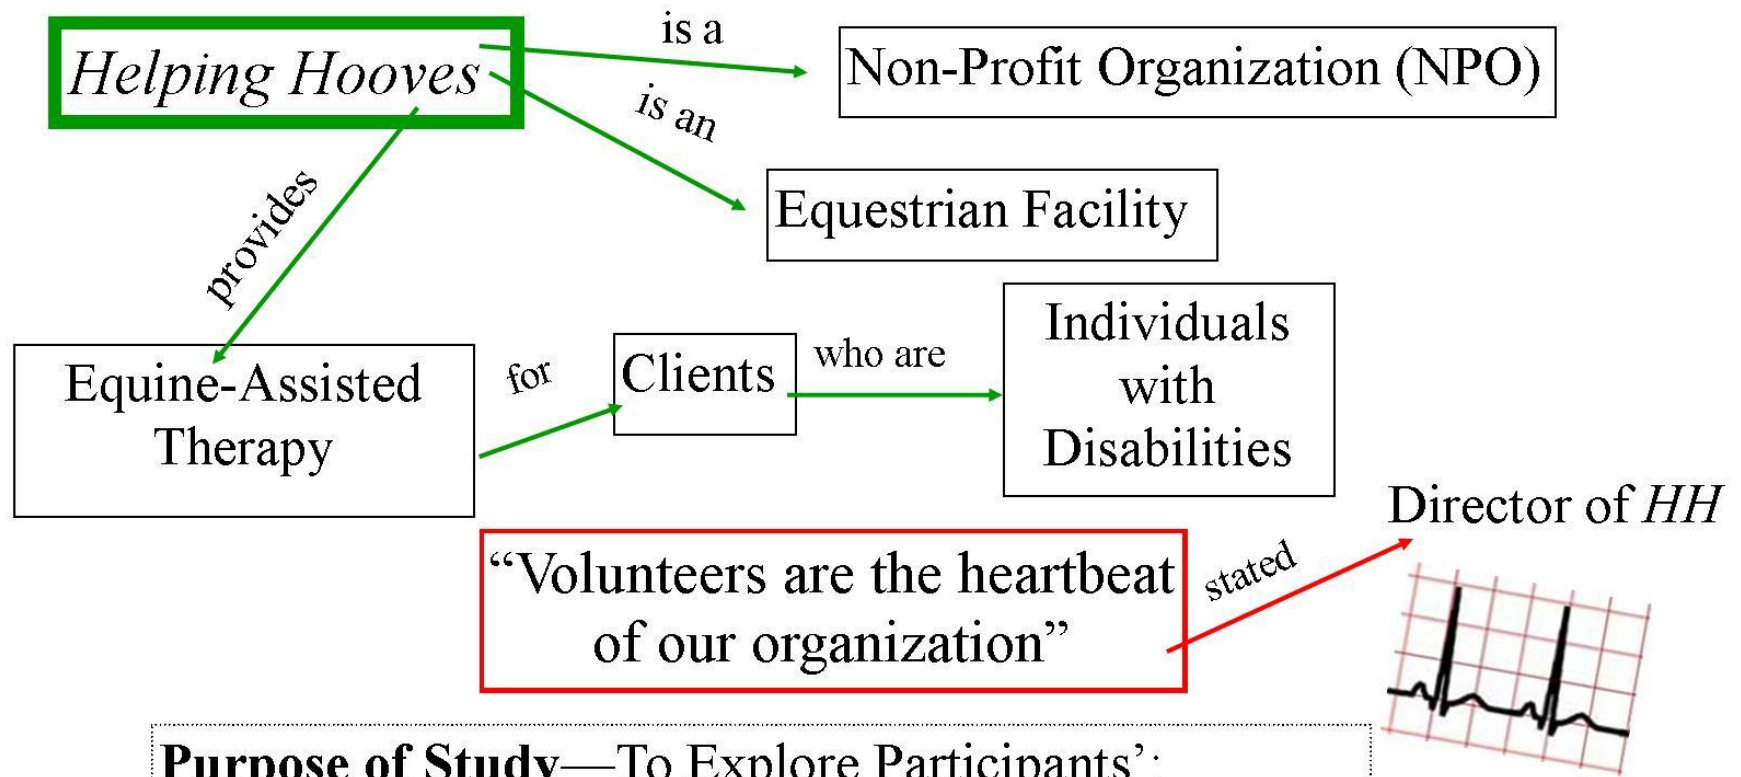 Helping Hooves
is a
Non-Profit Organization (NPO)
is an
Equestrian Facility
provides
Equine-Assisted
Therapy
for
Clients
who are
Individuals
with
Disabilities
“Volunteers are the heartbeat
of our organization”
stated
Director of HH
Purpose of Study—To Explore Participants’: